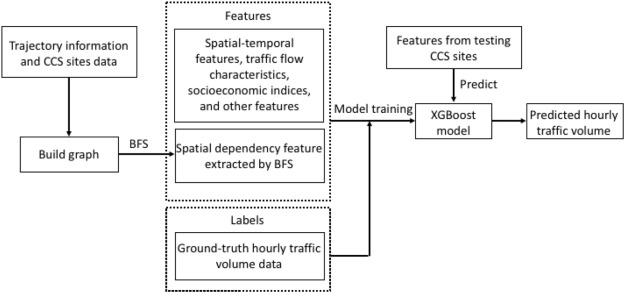 Trajectory information
and CCS sites data
Build graph
BFS
Features
Spatial-temporal
features, traffic flow
characteristics,
socioeconomic indices,
and other features
Spatial dependency feature
extracted by BFS
Labels
Ground-truth hourly traffic
volume data
Model training
Features from testing
CCS sites
Predict
XGBoost
model
Predicted hourly
traffic volume